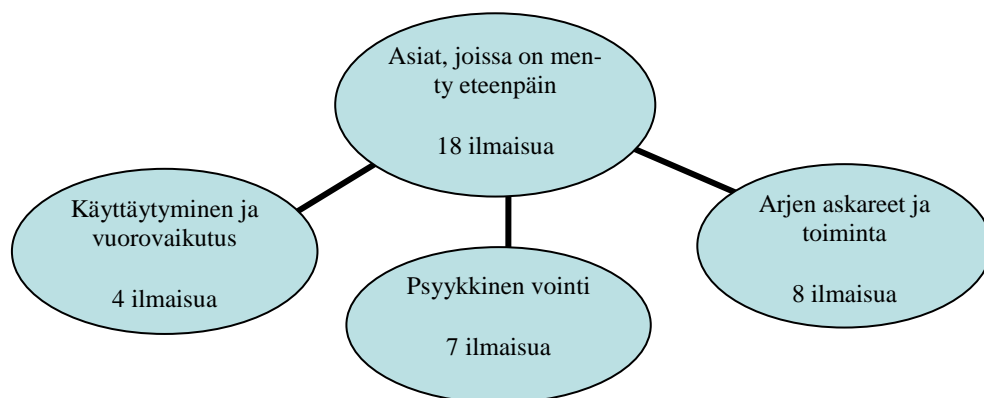 Asiat, joissa on men-
ty eteenpäin
18 ilmaisua
Käyttäytyminen ja
vuorovaikutus
4 ilmaisua
Psyykkinen vointi
7 ilmaisua
Arjen askareet ja
toiminta
8 ilmaisua